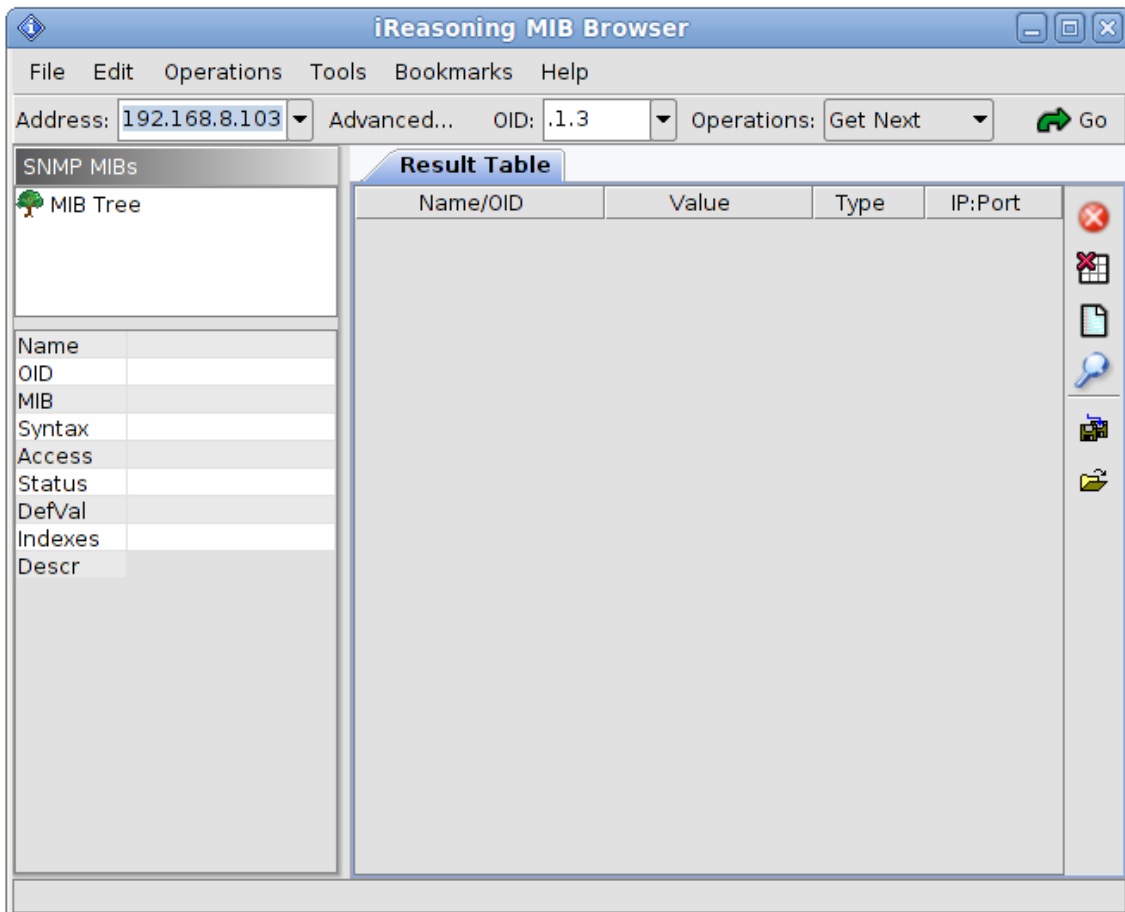 iReasoning MIB Browser
File Edit Operations Tools Bookmarks Help
Address: 192.168.8.103 Advanced... OID: .1.3 Operations: Get Next Go
SNMP MIBs
MIB Tree
Name
OID
MIB
Syntax
Access
Status
DefVal
Indexes
Descr
Result Table
Name/OID Value Type IP:Port